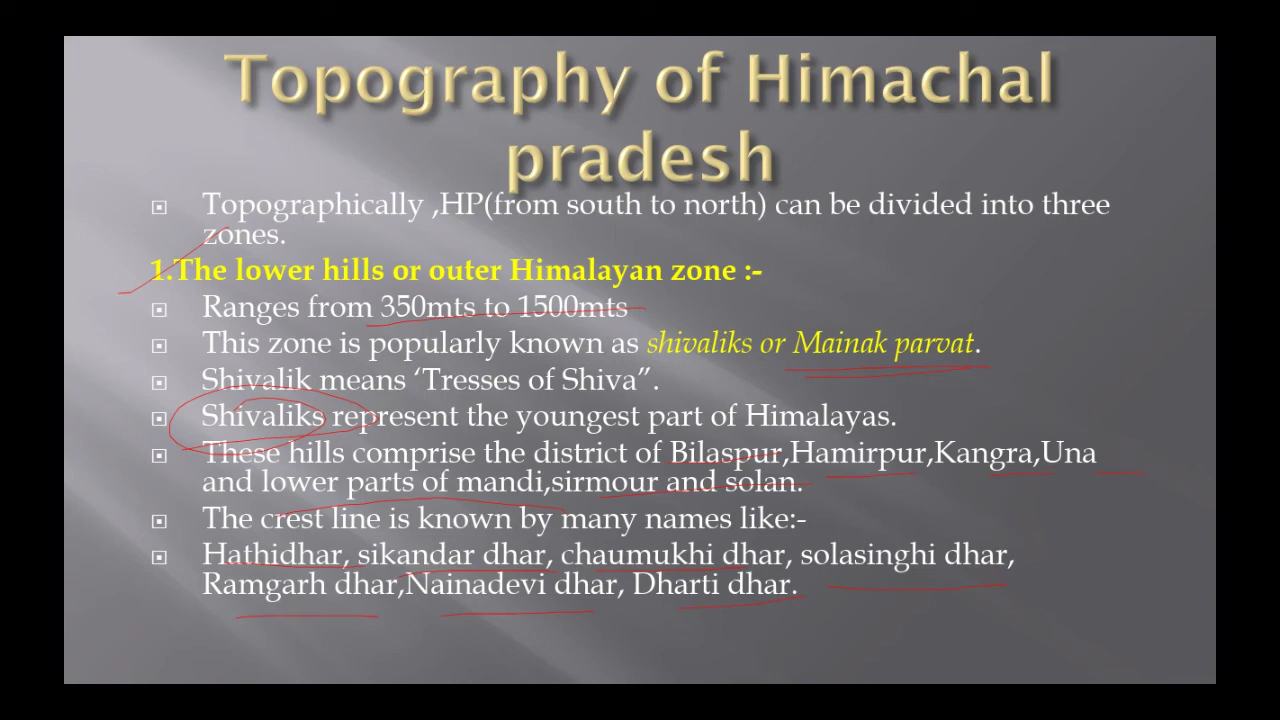 Topography of Himachal
pradesh
Topographically ,HP(from south to north) can be divided into three
zones.
1.The lower hills or outer Himalayan zone :-
Ranges from 350mts to 1500mts
This zone is popularly known as shivaliks or Mainak parvat.
Shivalik means ‘Tresses of Shiva”.
Shivaliks represent the youngest part of Himalayas.
These hills comprise the district of Bilaspur,Hamirpur,Kangra,Una
and lower parts of mandi,sirmour and solan.
The crest line is known by many names like:-
Hathidhar, sikandar dhar, chaumukhi dhar, solasinghi dhar,
Ramgarh dhar,Nainadevi dhar, Dharti dhar.